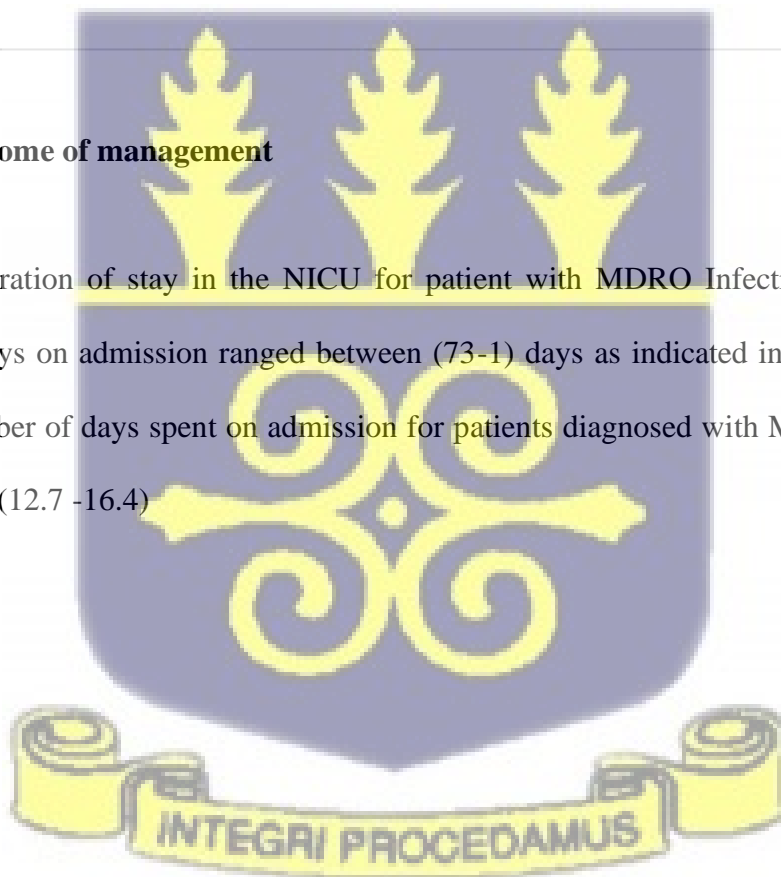 ome of management
ration of stay in the NICU for patient with MDRO Infecti
ys on admission ranged between (73-1) days as indicated in
ber of days spent on admission for patients diagnosed with M
(12.7 -16.4)
INTEGRI PROCEDAMUS